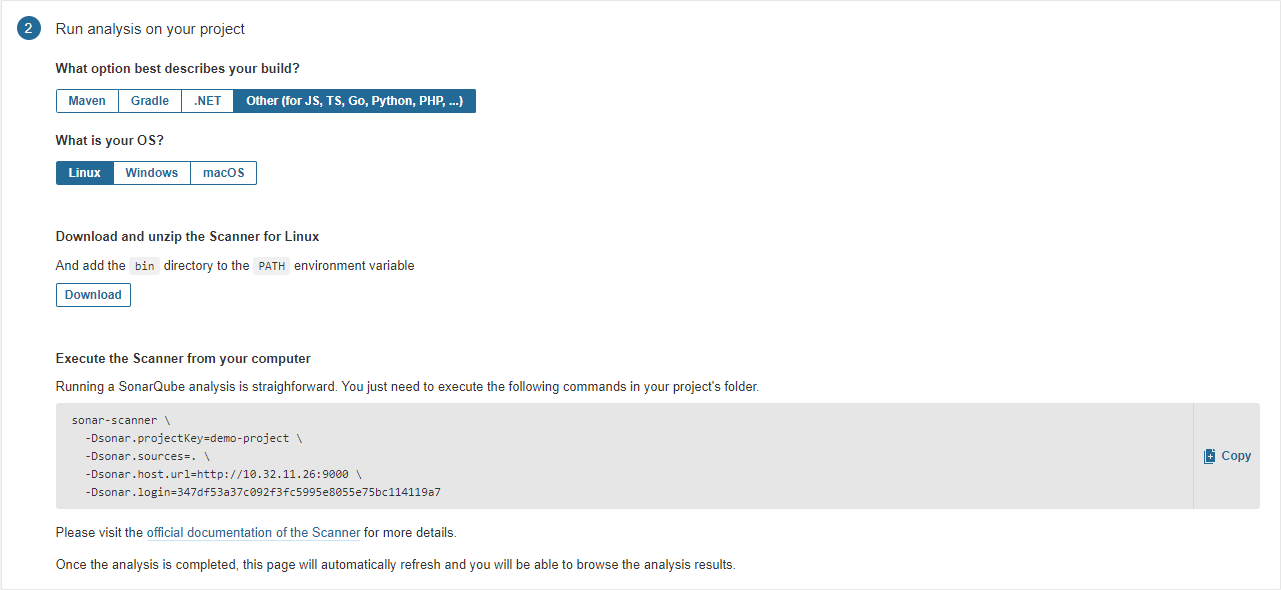 2 Run analysis on your project
What option best describes your build?
Maven Gradle .NET Other (for JS, TS, Go, Python, PHP, ...)
What is your OS?
Linux Windows macOS
Download and unzip the Scanner for Linux
And add the bin directory to the PATH environment variable
Download
Execute the Scanner from your computer
Running a SonarQube analysis is straighforward. You just need to execute the following commands in your project's folder.
sonar-scanner \
-Dsonar.projectKey=demo-project \
-Dsonar.sources=. \
-Dsonar.host.url=http://10.32.11.26:9000 \
-Dsonar.login=347df53a37c092f3fc5995e8055e75bc114119a7
Copy
Please visit the official documentation of the Scanner for more details.
Once the analysis is completed, this page will automatically refresh and you will be able to browse the analysis results.